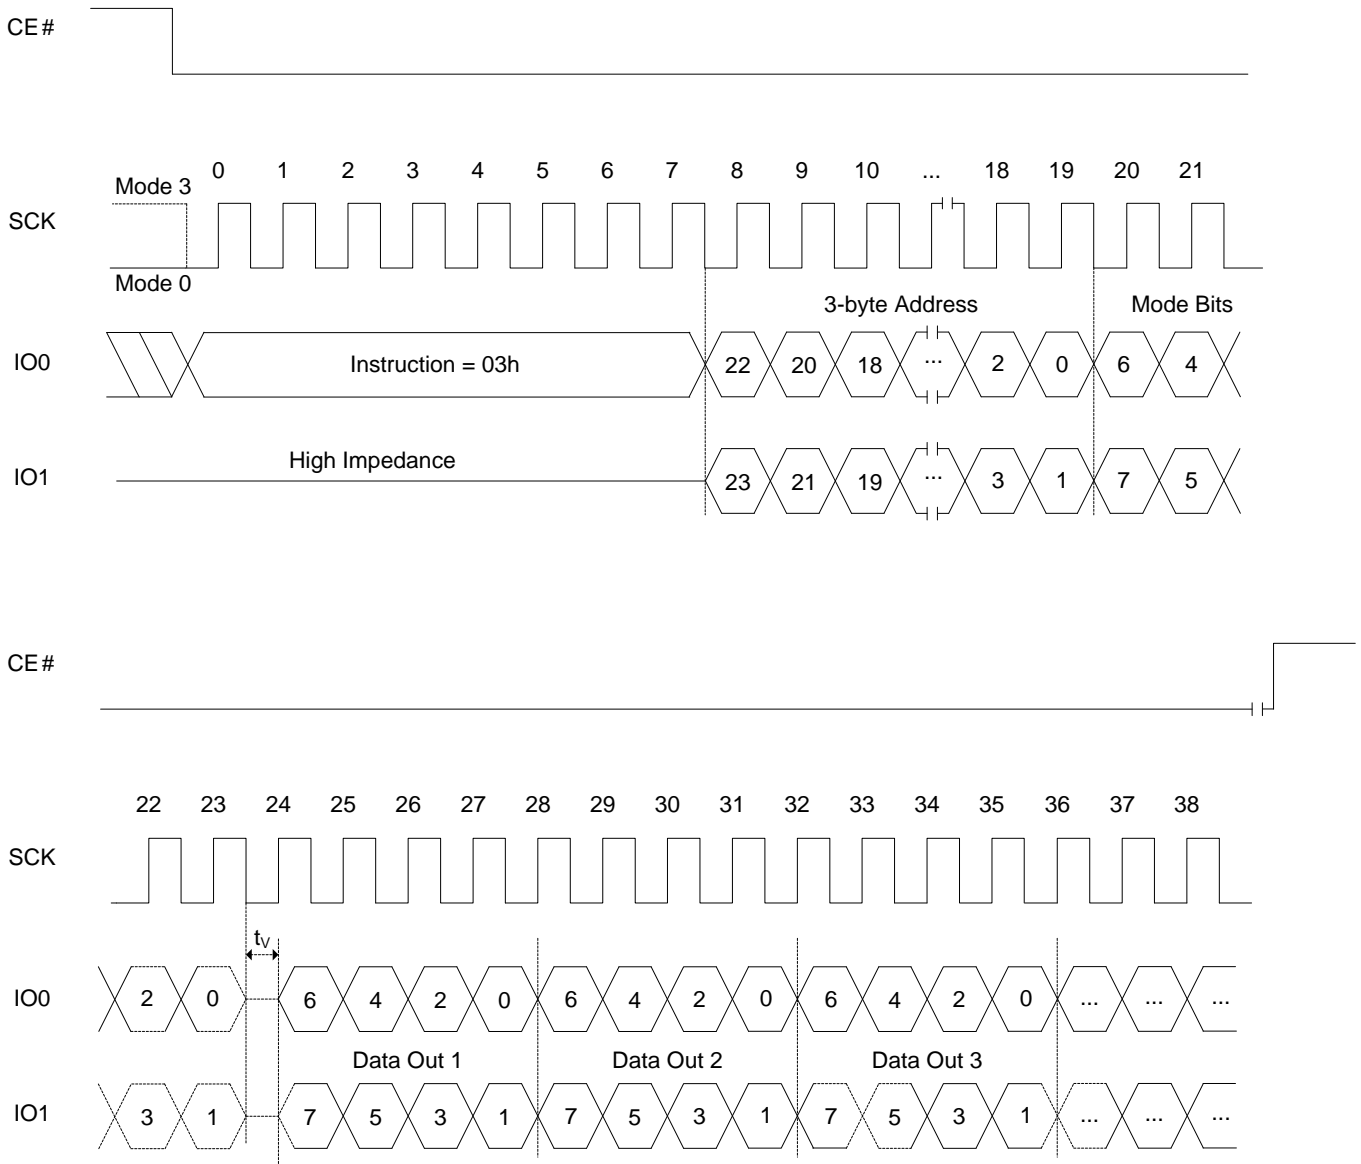 CE#
0 1 2 3 4 5 6 7 8 9 10 ... 18 19 20 21
Mode 3
SCK
Mode 0
3-byte Address Mode Bits
IO0 Instruction = 03h 22 20 18 ... 2 0 6 4
High Impedance
IO1 23 21 19 ... 3 1 7 5
CE#
22 23 24 25 26 27 28 29 30 31 32 33 34 35 36 37 38
SCK
tV
IO0 2 0 6 4 2 0 6 4 2 0 6 4 2 0 ... ... ...
Data Out 1 Data Out 2 Data Out 3
IO1 3 1 7 5 3 1 7 5 3 1 7 5 3 1 ... ... ...